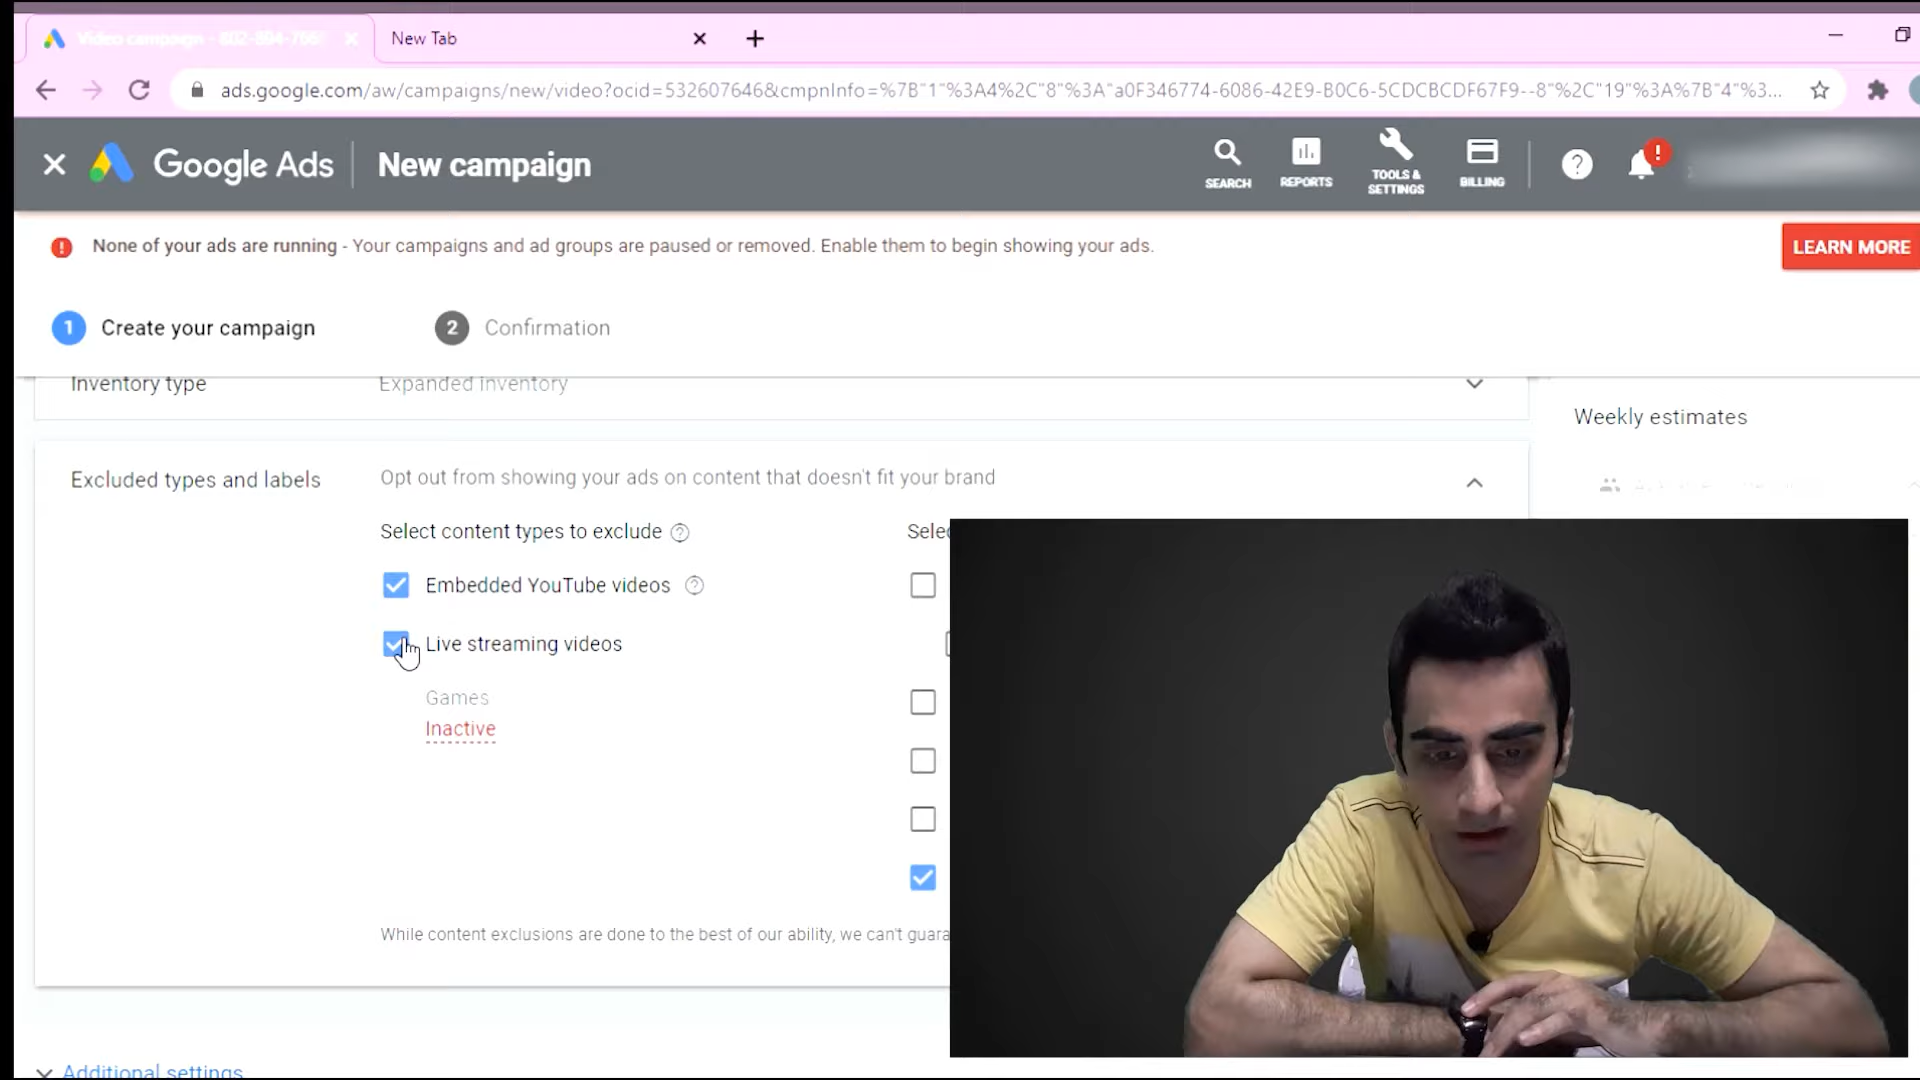 Video campaign - 802-804-766
New Tab
ads.google.com/aw/campaigns/new/video?ocid=532607646&cmpnInfo=%7B"1"%3A4%2C"8"%3A"a0F346774-6086-42E9-B0C6-5CDCBCDF67F9--8"%2C"19"%3A%7B"4"%3...
Google Ads
New campaign
SEARCH
REPORTS
TOOLS &
SETTINGS
BILLING
None of your ads are running - Your campaigns and ad groups are paused or removed. Enable them to begin showing your ads.
LEARN MORE
1 Create your campaign
2 Confirmation
Inventory type
Expanded Inventory
Weekly estimates
Excluded types and labels
Opt out from showing your ads on content that doesn't fit your brand
Select content types to exclude
Selec
Embedded YouTube videos
Live streaming videos
Games
Inactive
While content exclusions are done to the best of our ability, we can't guara
Additional settings